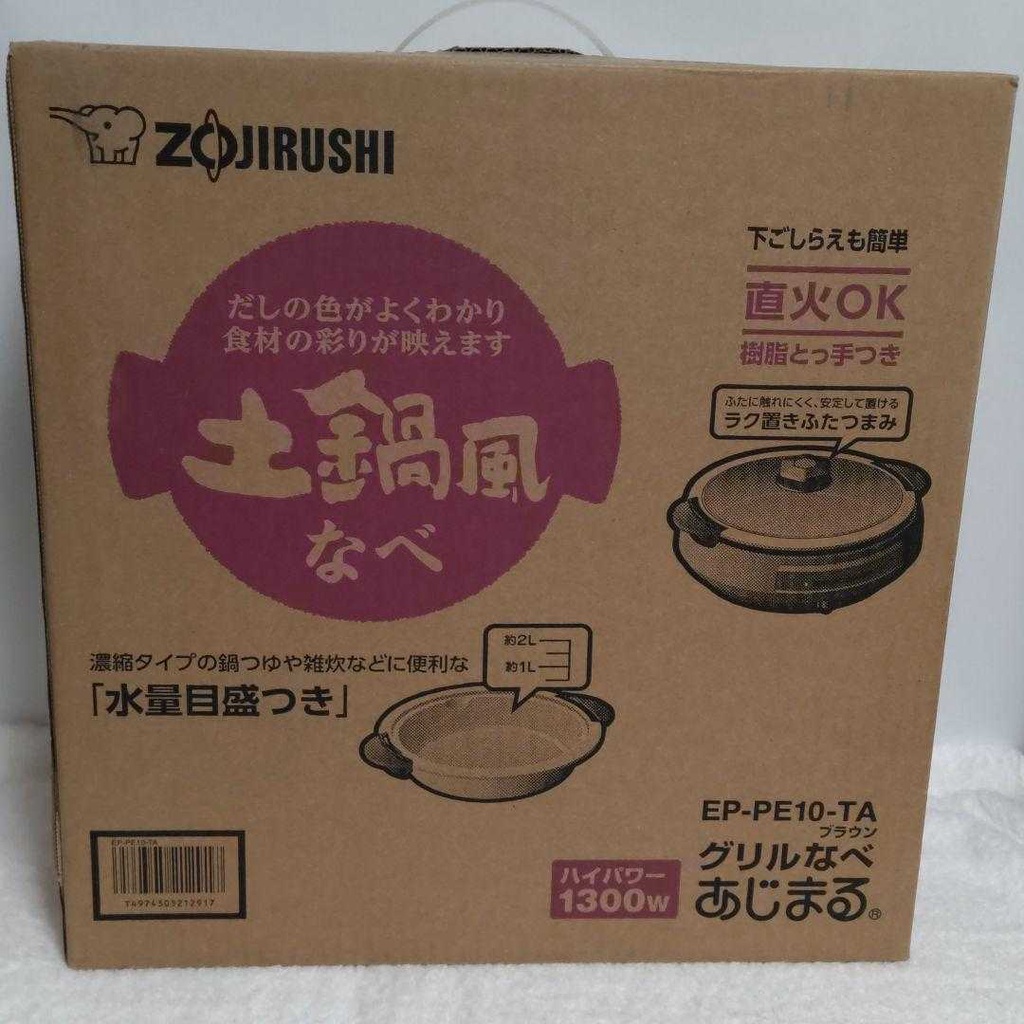 ZOJIRUSHI
だしの色がよくわかり
食材の彩りが映えます
土鍋風
なべ
下ごしらえも簡単
直火OK
樹脂とっ手つき
ふたに触れにくく、安定して置ける
ラク置きふたつまみ
濃縮タイプの鍋つゆや雑炊などに便利な
「水量目盛つき」
約2L
約1L
EP-PE10-TA
T4974305212917
ハイパワー
1300W
EP-PE10-TA
ブラウン
グリルなべ
あじまる®